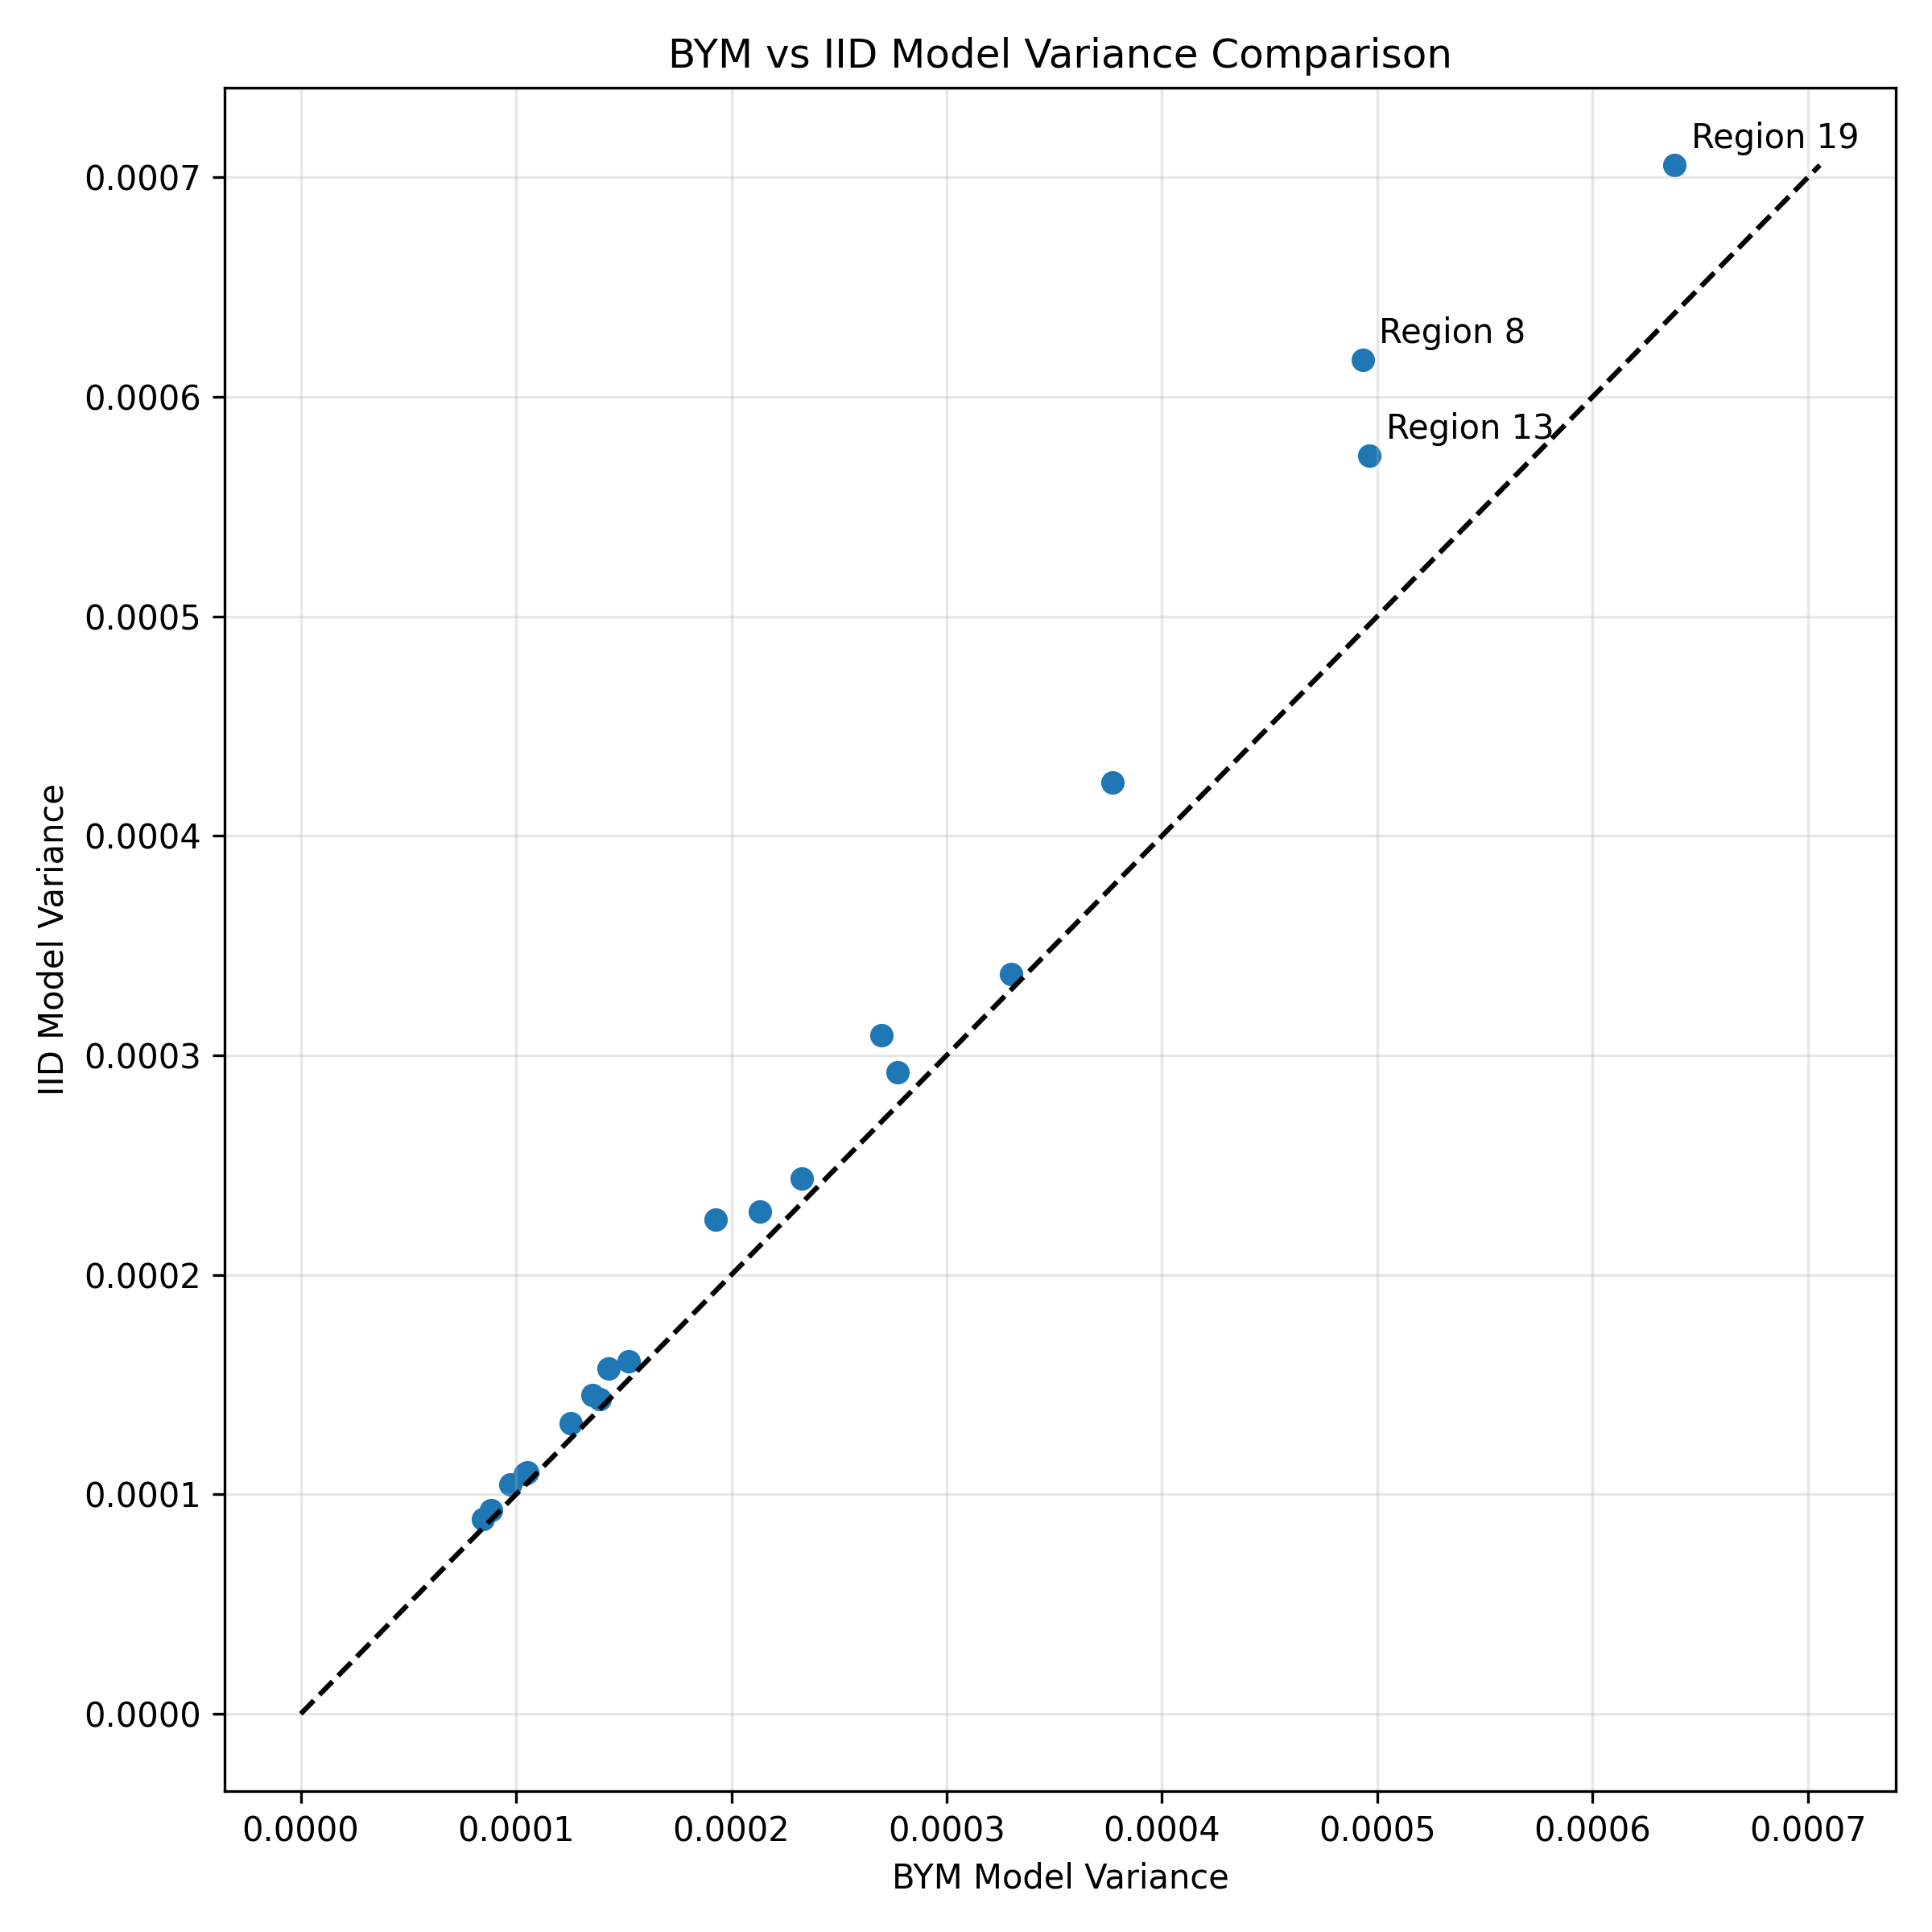 BYM vs IID Model Variance Comparison
Region 19
0.0007
Region 8
0.0006
Region 13
0.0005
0.0004
0.0003
0.0002
0.0001
0.0000
IID Model Variance
0.0000 0.0001 0.0002 0.0003 0.0004 0.0005 0.0006 0.0007
BYM Model Variance